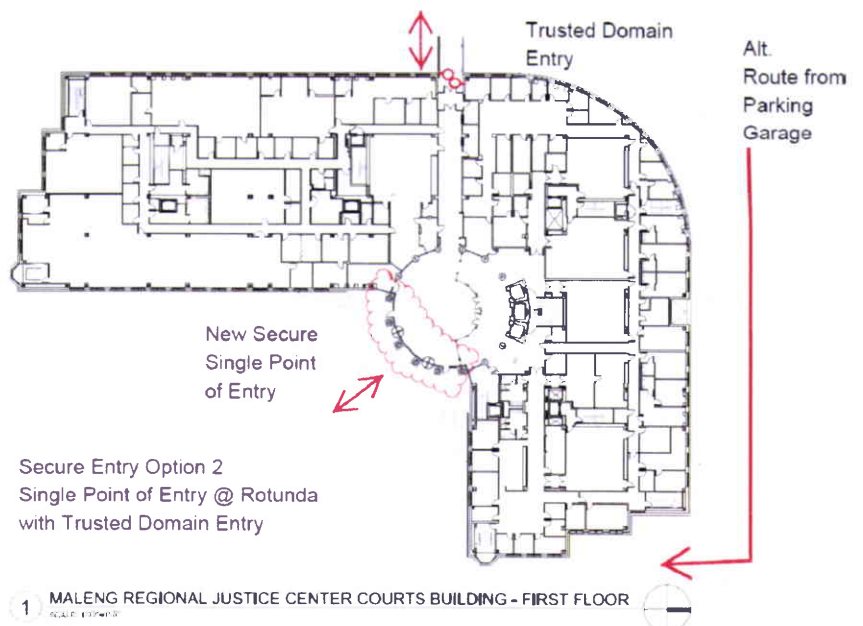 Trusted Domain
Entry
Alt.
Route from
Parking
Garage
New Secure
Single Point
of Entry
Secure Entry Option 2
Single Point of Entry @ Rotunda
with Trusted Domain Entry
1 MALENG REGIONAL JUSTICE CENTER COURTS BUILDING - FIRST FLOOR
SCALE: